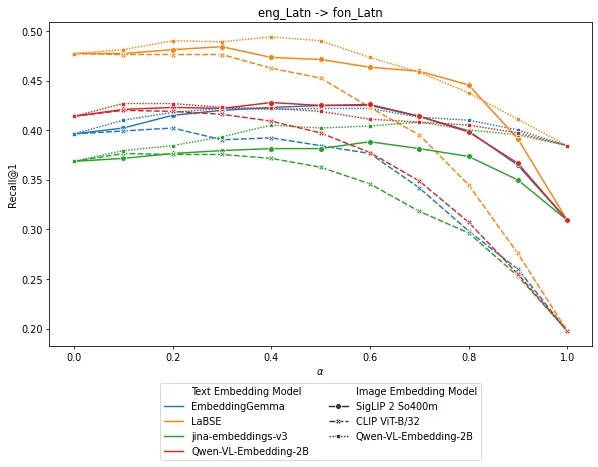 eng_Latn -> fon_Latn
Recall@1
0.50
0.45
0.40
0.35
0.30
0.25
0.20
0.0 0.2 0.4 0.6 0.8 1.0
α
Text Embedding Model
EmbeddingGemma
LaBSE
jina-embeddings-v3
Qwen-VL-Embedding-2B
Image Embedding Model
SigLIP 2 So400m
CLIP ViT-B/32
Qwen-VL-Embedding-2B